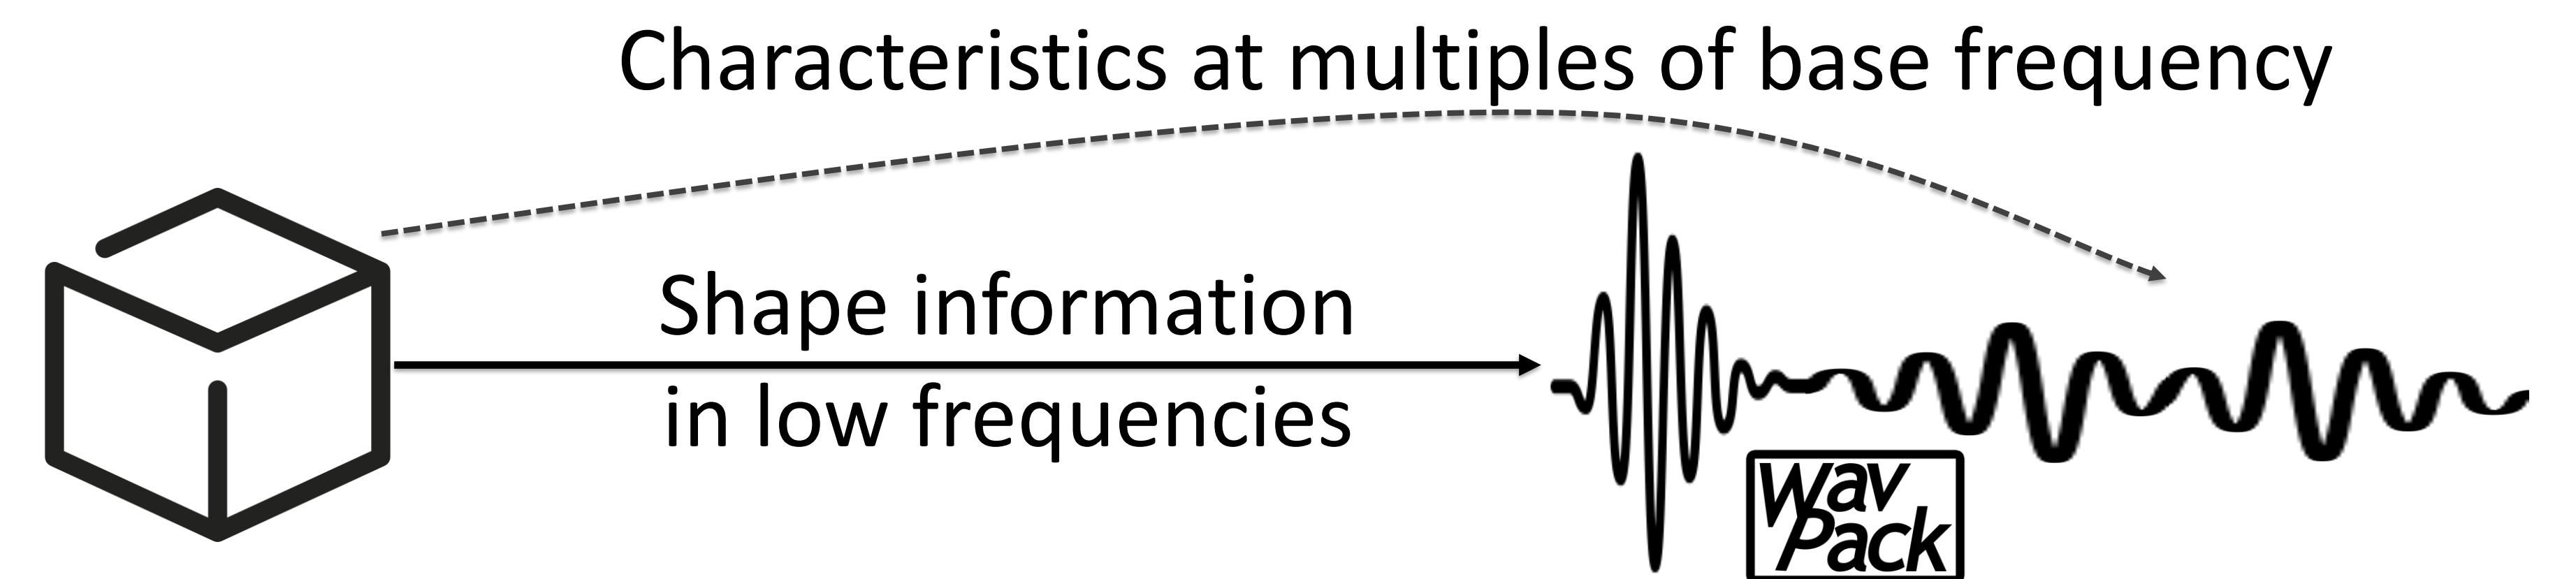 Characteristics at multiples of base frequency
Shape information
in low frequencies
Wav
Pack